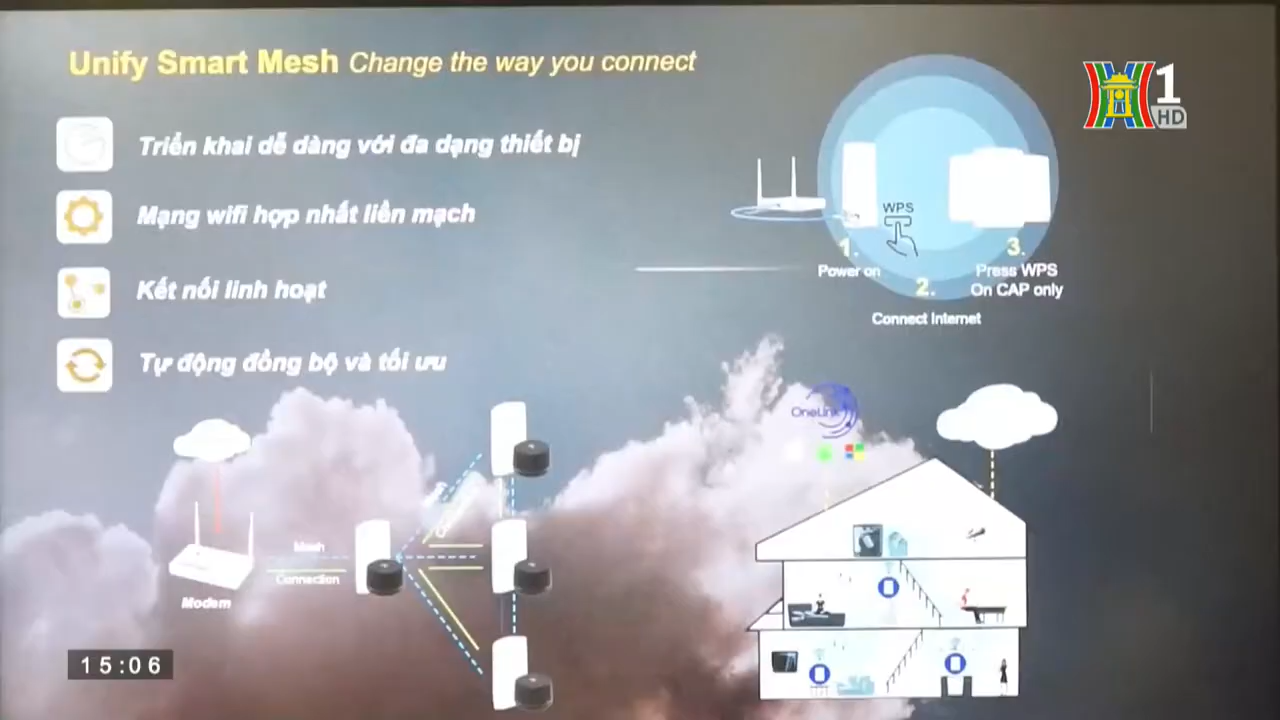 Unify Smart Mesh Change the way you connect
1
HD
Triển khai dễ dàng với đa dạng thiết bị
Mạng wifi hợp nhất liền mạch
Kết nối linh hoạt
Tự động đồng bộ và tối ưu
WPS
1.
Power on
2.
Connect Internet
3.
Press WPS
On CAP only
OneLink
Mesh
Connection
Modem
15:06